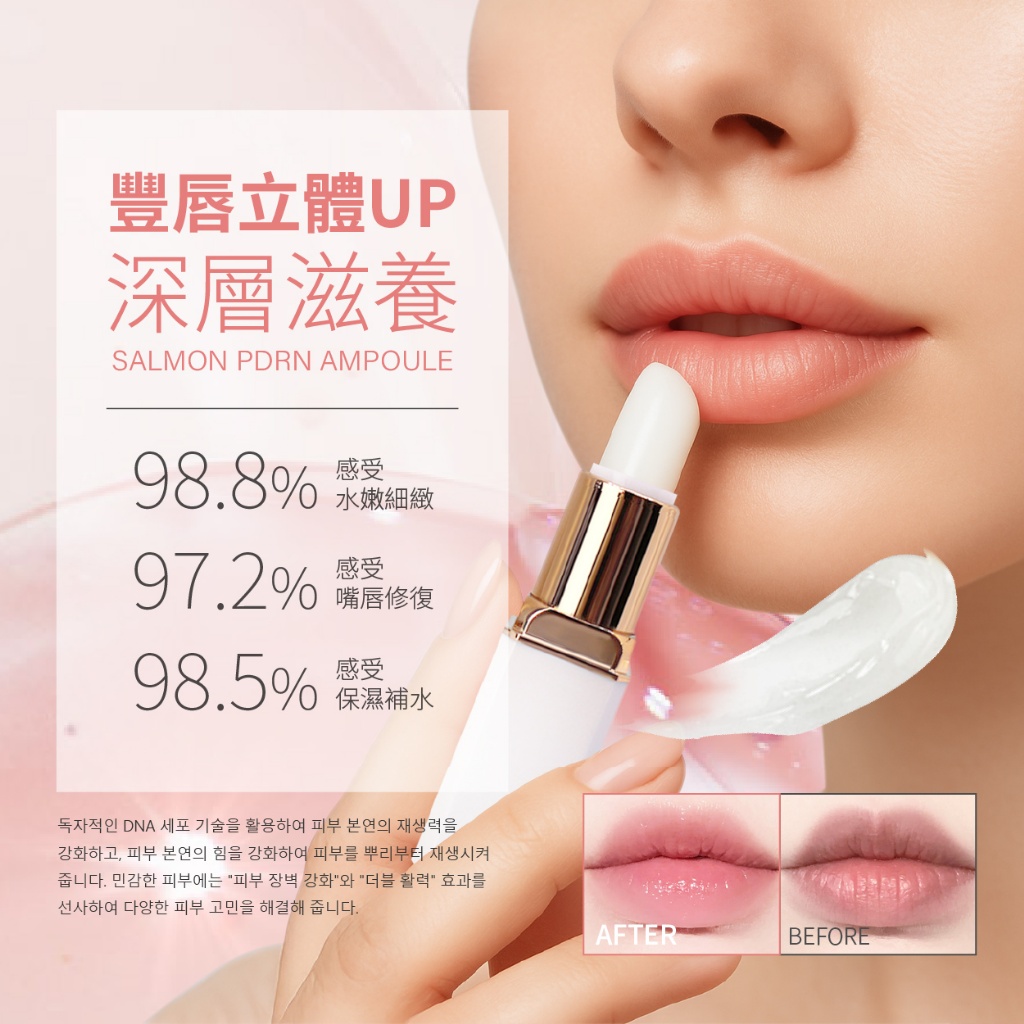 豐唇立體UP
深層滋養
SALMON PDRN AMPOULE
98.8% 感受
水嫩細緻
97.2% 感受
嘴唇修復
98.5% 感受
保濕補水
독자적인 DNA 세포 기술을 활용하여 피부 본연의 재생력을
강화하고, 피부 본연의 힘을 강화하여 피부를 뿌리부터 재생시켜
줍니다. 민감한 피부에는 "피부 장벽 강화"와 "더블 활력" 효과를
선사하여 다양한 피부 고민을 해결해 줍니다.
AFTER
BEFORE